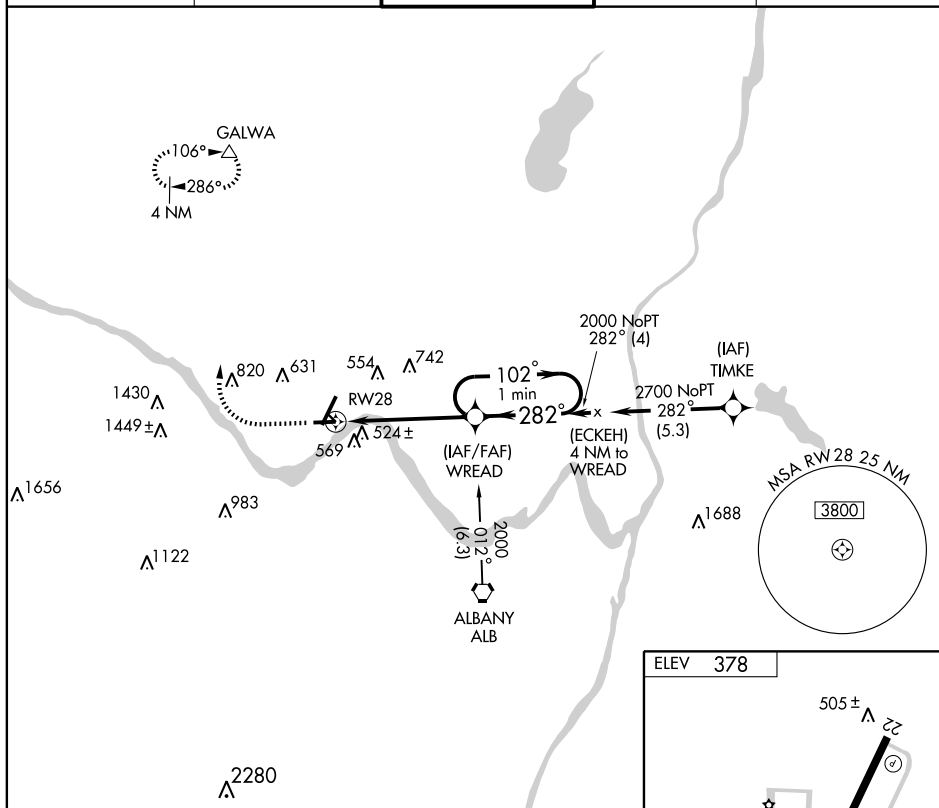 GALWA
106°
286°
4 NM
2000 NoPT
282° (4)
(IAF)
TIMKE
2700 NoPT
282°
(5.3)
820
631
554
742
102°
1 min
282°
x
1430
1449 ±
RW28
569
524 ±
(IAF/FAF)
WREAD
(ECKEH)
4 NM to
WREAD
MSA RW 28 25 NM
3800
1656
983
1122
1688
2000
012°
(6.3)
ALBANY
ALB
ELEV 378
505 ±
22
P
2280